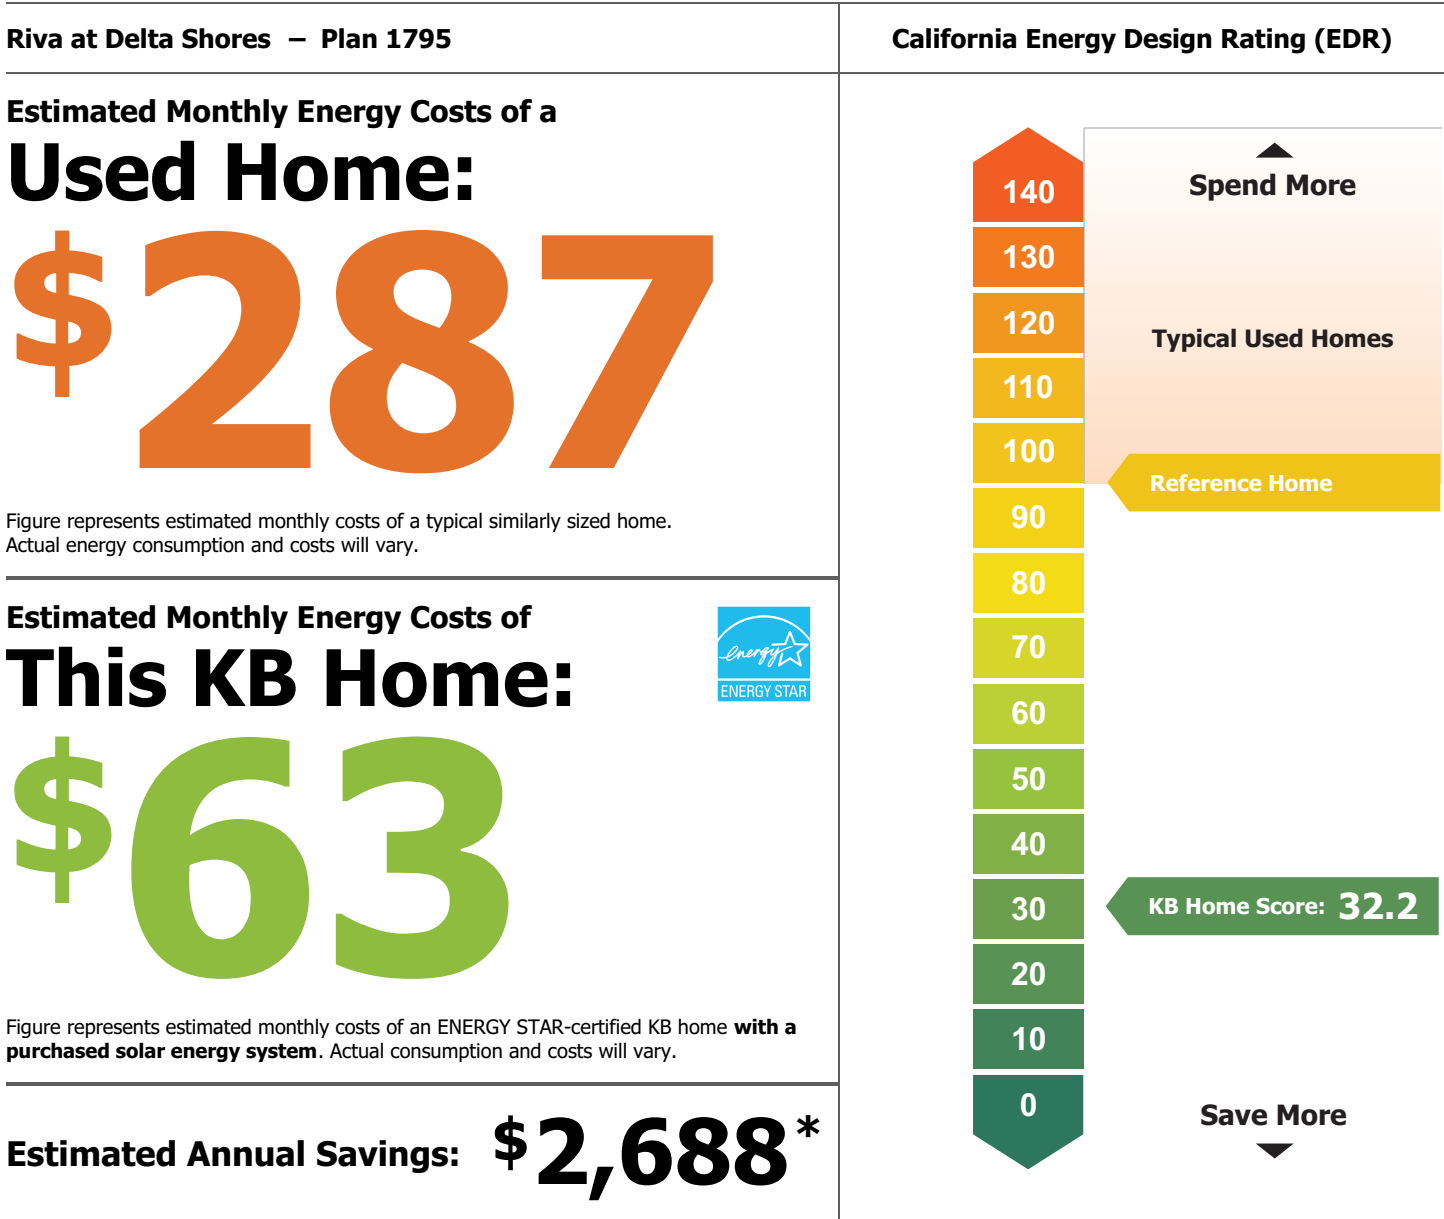 Riva at Delta Shores – Plan 1795
Estimated Monthly Energy Costs of a
Used Home:
$287
Figure represents estimated monthly costs of a typical similarly sized home.
Actual energy consumption and costs will vary.
Estimated Monthly Energy Costs of
This KB Home:
energy
ENERGY STAR
$63
Figure represents estimated monthly costs of an ENERGY STAR-certified KB home with a
purchased solar energy system. Actual consumption and costs will vary.
Estimated Annual Savings: $2,688*
California Energy Design Rating (EDR)
140
Spend More
130
120
Typical Used Homes
110
100
Reference Home
90
80
70
60
50
40
30
KB Home Score: 32.2
20
10
0
Save More